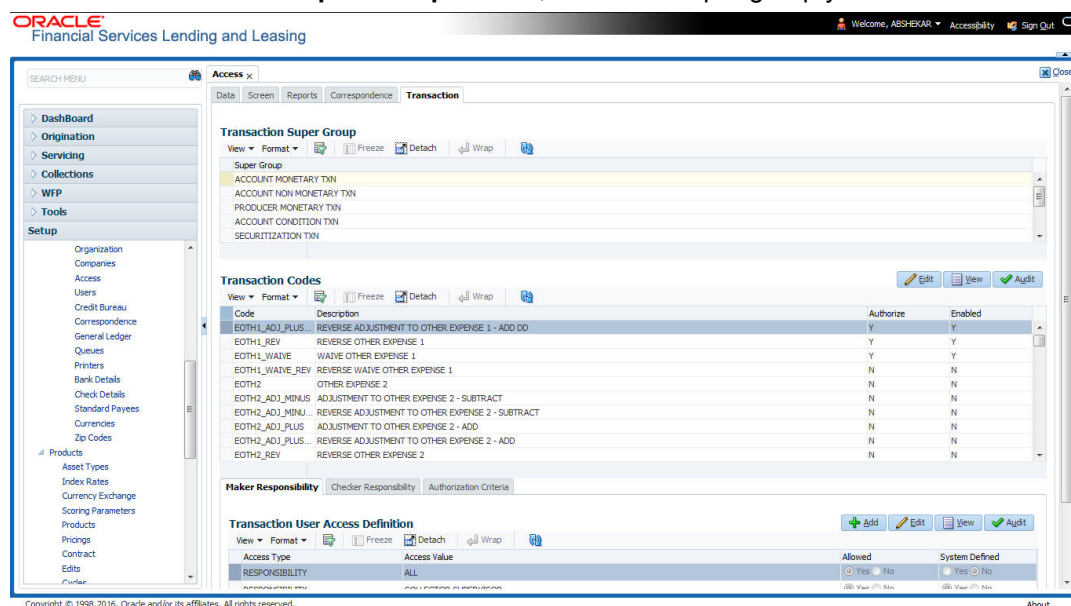 ORACLE
Financial Services Lending and Leasing
Welcome, ABSHEKAR Accessibility Sign Out
SEARCH MENU
Access x
Close
Data Screen Reports Correspondence Transaction
DashBoard
Origination
Servicing
Collections
WFP
Tools
Setup
Organization
Companies
Access
Users
Credit Bureau
Correspondence
General Ledger
Queues
Printers
Bank Details
Check Details
Standard Payees
Currencies
Zip Codes
Products
Asset Types
Index Rates
Currency Exchange
Scoring Parameters
Products
Pricings
Contract
Edits
Cycles
Transaction Super Group
View Format Freeze Detach Wrap
Super Group
ACCOUNT MONETARY TXN
ACCOUNT NON MONETARY TXN
PRODUCER MONETARY TXN
ACCOUNT CONDITION TXN
SECURITIZATION TXN
Transaction Codes
Edit View Audit
View Format Freeze Detach Wrap
Code Description Authorize Enabled
EOTH1_ADJ_PLUS... REVERSE ADJUSTMENT TO OTHER EXPENSE 1 - ADD DD Y Y
EOTH1_REV REVERSE OTHER EXPENSE 1 Y Y
EOTH1_WAIVE WAIVE OTHER EXPENSE 1 Y Y
EOTH1_WAIVE_REV REVERSE WAIVE OTHER EXPENSE 1 N N
EOTH2 OTHER EXPENSE 2 N N
EOTH2_ADJ_MINUS ADJUSTMENT TO OTHER EXPENSE 2 - SUBTRACT N N
EOTH2_ADJ_MINU... REVERSE ADJUSTMENT TO OTHER EXPENSE 2 - SUBTRACT N N
EOTH2_ADJ_PLUS ADJUSTMENT TO OTHER EXPENSE 2 - ADD N N
EOTH2_ADJ_PLUS... REVERSE ADJUSTMENT TO OTHER EXPENSE 2 - ADD N N
EOTH2_REV REVERSE OTHER EXPENSE 2 N N
Maker Responsibility Checker Responsibility Authorization Criteria
Transaction User Access Definition
Add Edit View Audit
View Format Freeze Detach Wrap
Access Type Access Value Allowed System Defined
RESPONSIBILITY ALL Yes No Yes No
Copyright © 1998-2016, Oracle and/or its affiliates. All rights reserved.
About